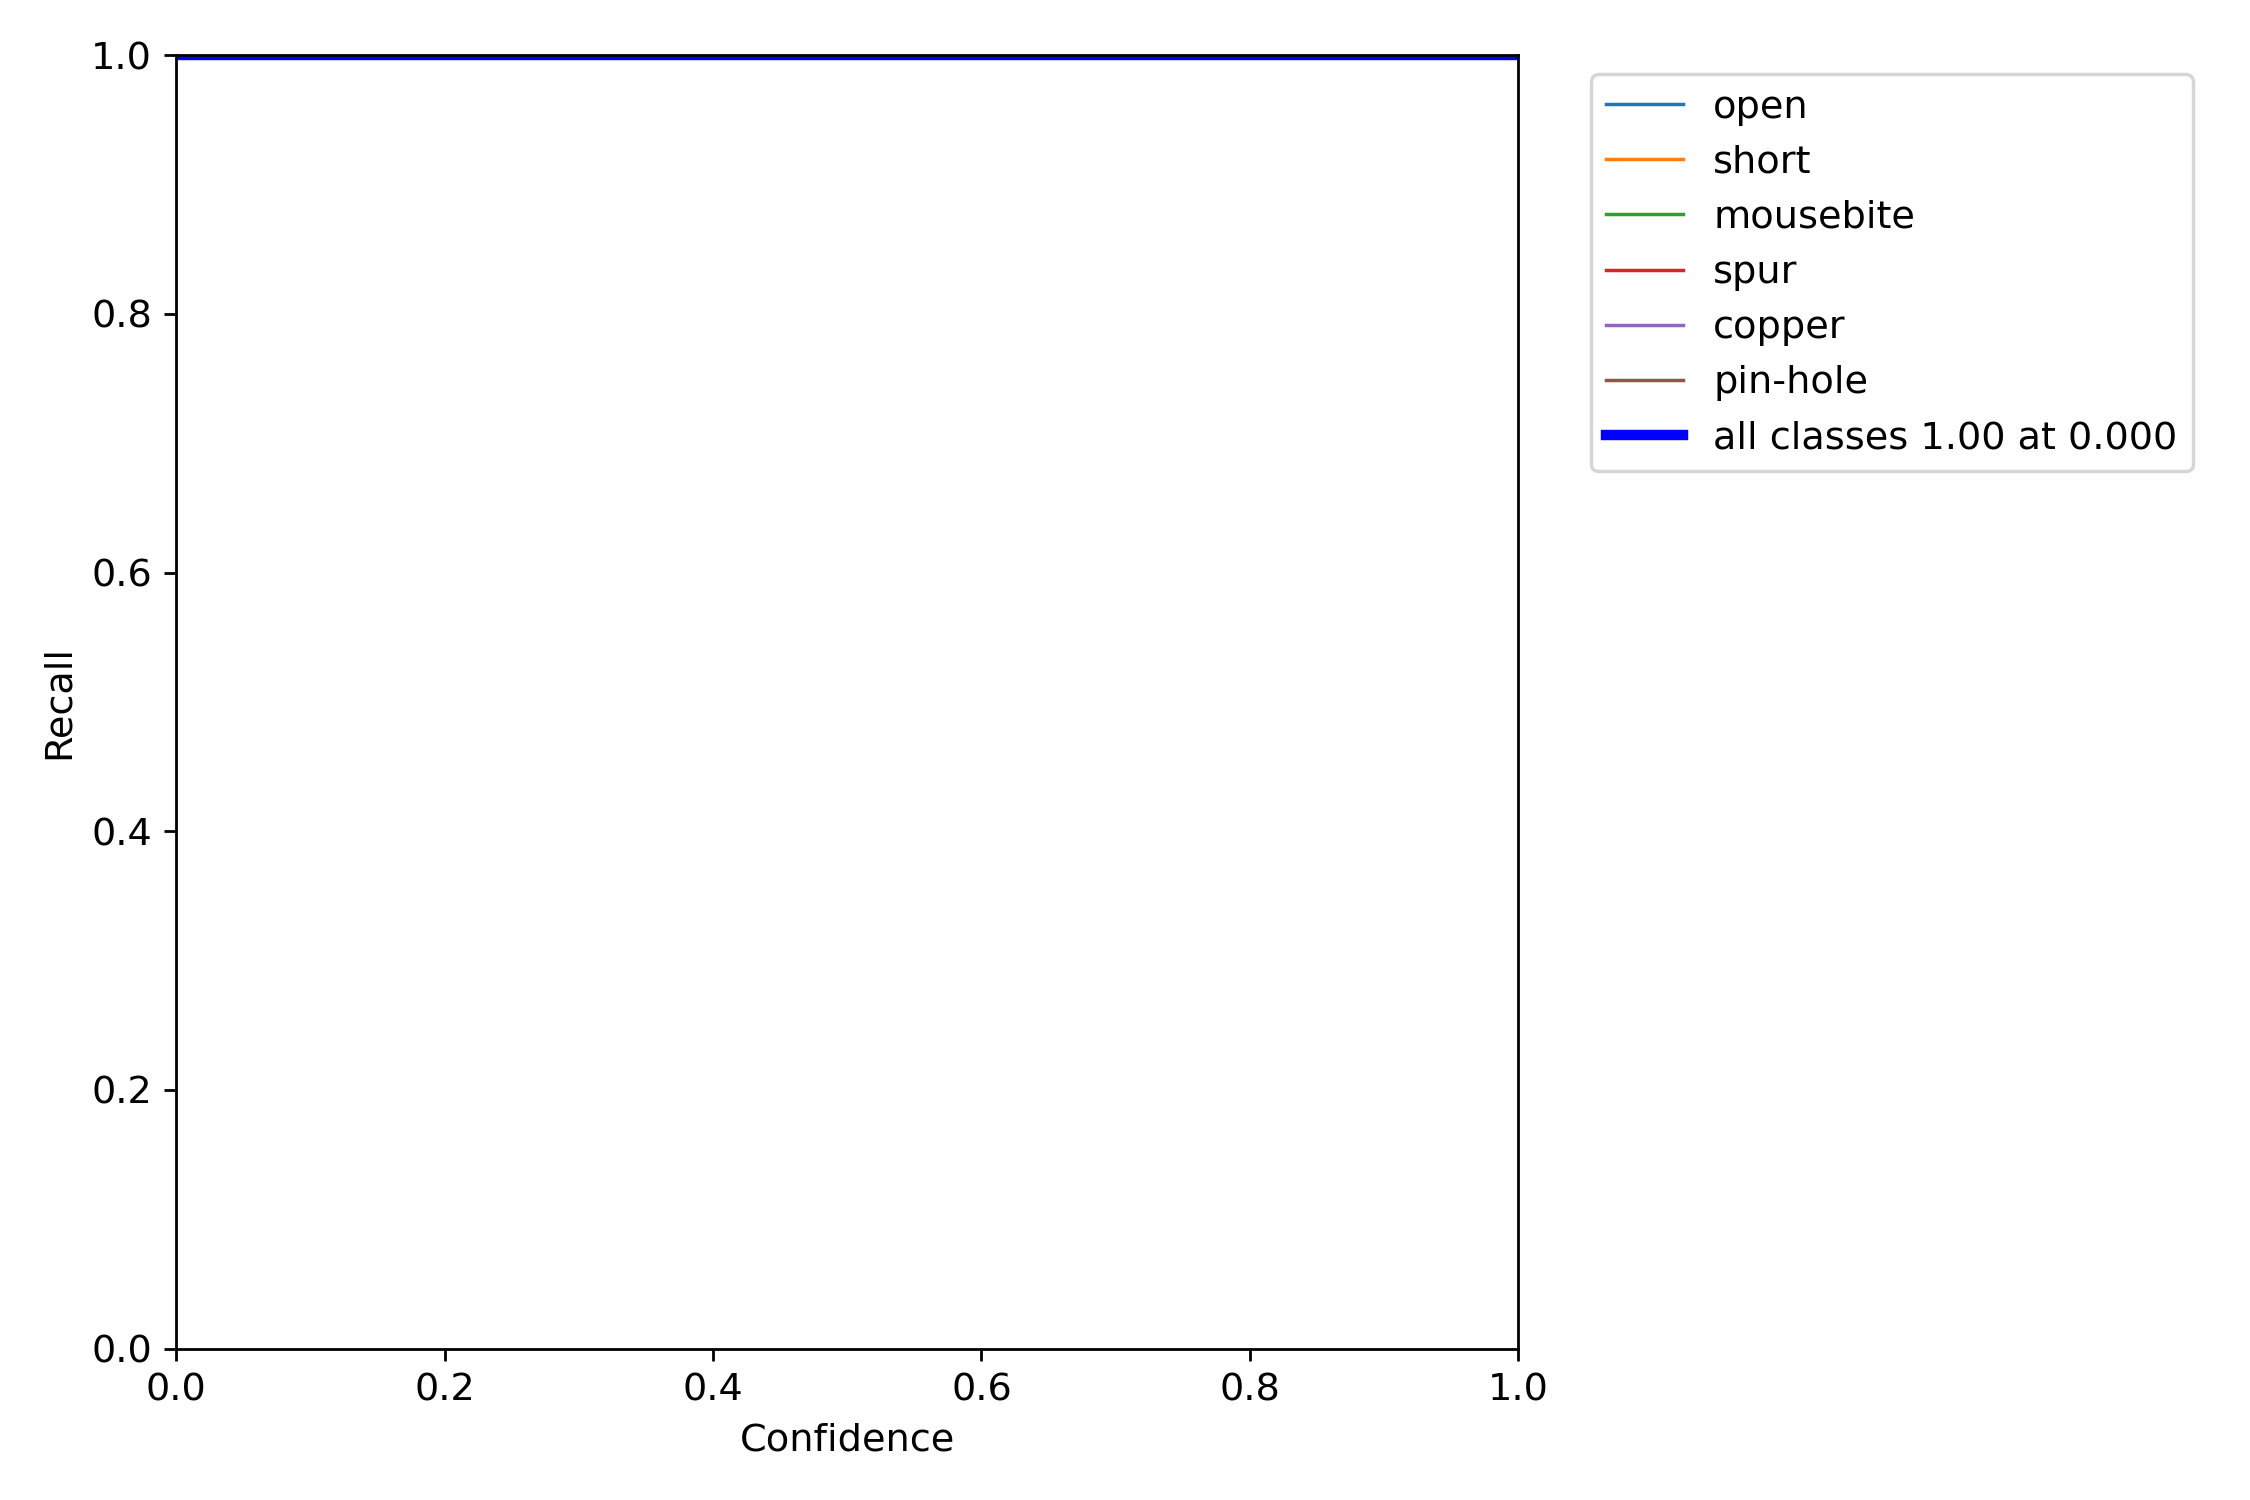 1.0
0.8
0.6
0.4
0.2
0.0
Recall
0.0 0.2 0.4 0.6 0.8 1.0
Confidence
open
short
mousebite
spur
copper
pin-hole
all classes 1.00 at 0.000